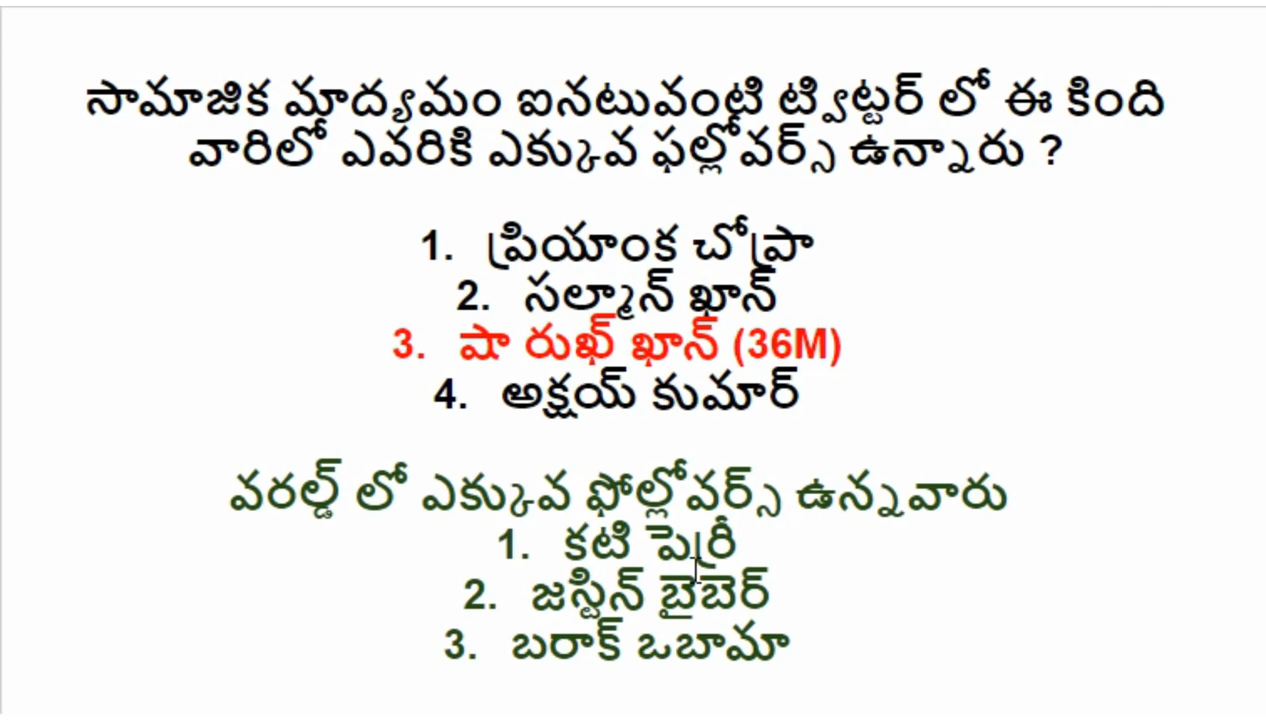 సామాజిక మాద్యమం ఐనటువంటి ట్విట్టర్ లో ఈ కింది
వారిలో ఎవరికి ఎక్కువ ఫల్లోవర్స్ ఉన్నారు ?
1. ప్రియాంక చోప్రా
2. సల్మాన్ ఖాన్
3. షా రుఖ్ ఖాన్ (36M)
4. అక్షయ్ కుమార్
వరల్డ్ లో ఎక్కువ ఫోల్లోవర్స్ ఉన్నవారు
1. కటి పెర్రీ
2. జస్టిన్ బైబెర్
3. బరాక్ ఒబామా